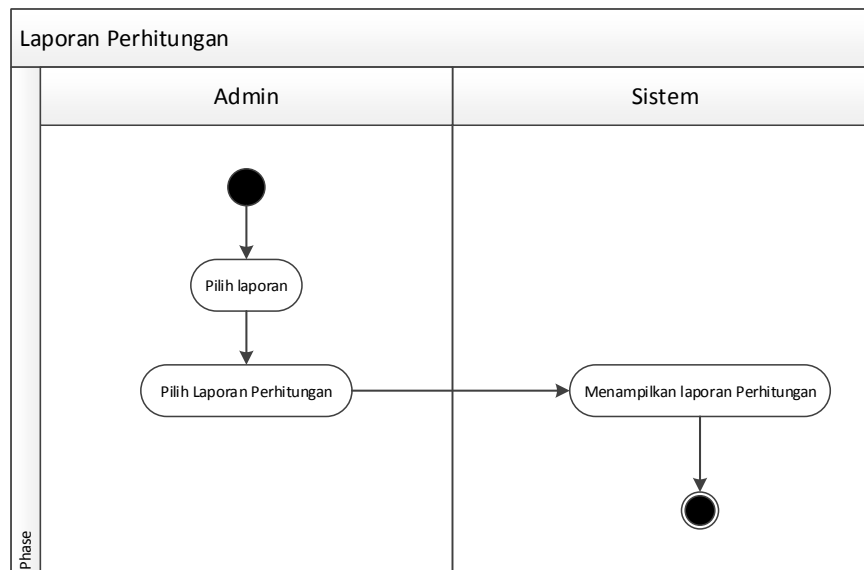 Laporan Perhitungan
Admin
Sistem
Pilih laporan
Pilih Laporan Perhitungan
Menampilkan laporan Perhitungan
Phase